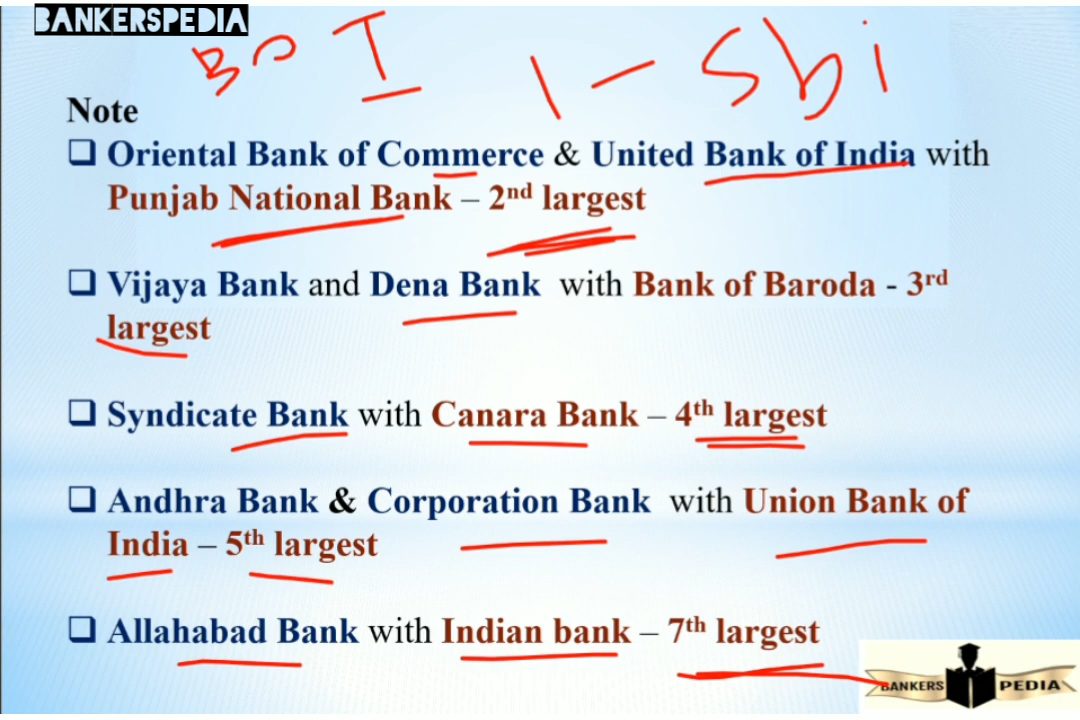 BANKERSPEDIA
BOI 1 - Sbi
Note
❑ Oriental Bank of Commerce & United Bank of India with
Punjab National Bank – 2nd largest
❑ Vijaya Bank and Dena Bank with Bank of Baroda - 3rd
largest
❑ Syndicate Bank with Canara Bank – 4th largest
❑ Andhra Bank & Corporation Bank with Union Bank of
India – 5th largest
❑ Allahabad Bank with Indian bank – 7th largest
BANKERS PEDIA